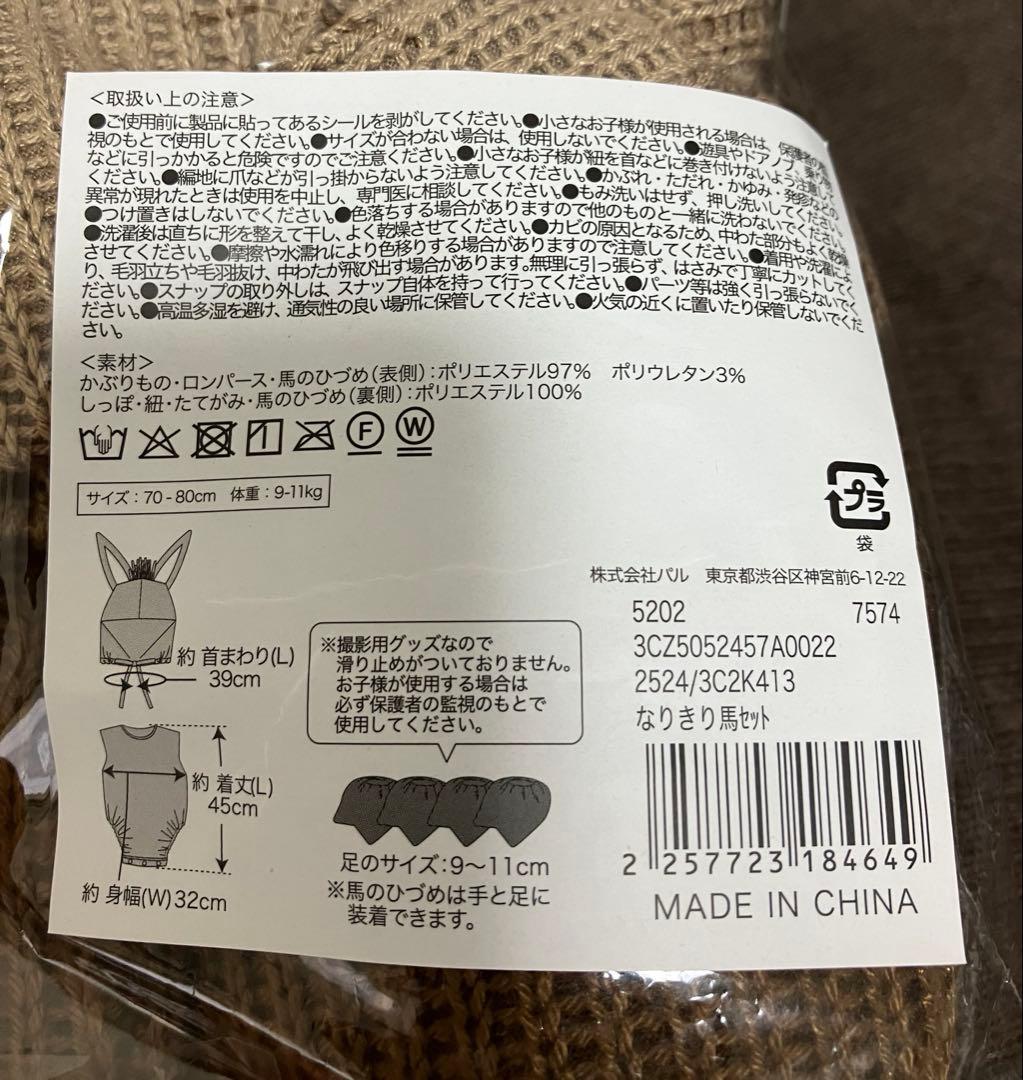 <取扱い上の注意>
●ご使用前に製品に貼ってあるシールを剥がしてください。●小さなお子様が使用される場合は、保護者の監
視のもとで使用してください。●サイズが合わない場合は、使用しないでください。●遊具やドアノブ、乗り物
などに引っかかると危険ですのでご注意ください。●小さなお子様が紐を首などに巻き付けないよう注意して
ください。●編地に爪などが引っ掛からないよう注意してください。●かぶれ・ただれ・かゆみ・発疹などの
異常が現れたときは使用を中止し、専門医に相談してください。●もみ洗いはせず、押し洗いしてください。
●つけ置きはしないでください。●色落ちする場合がありますので他のものと一緒に洗わないでください。
●洗濯後は直ちに形を整えて干し、よく乾燥させてください。●カビの原因となるため、中わた部分もよく乾燥
させてください。●摩擦や水濡れにより色移りする場合がありますので注意してください。●着用や洗濯によ
り、毛羽立ちや毛羽抜け、中わたが飛び出す場合があります。無理に引っ張らず、はさみで丁寧にカットしてく
ださい。●スナップの取り外しは、スナップ自体を持って行ってください。●パーツ等は強く引っ張らないでく
ださい。●高温多湿を避け、通気性の良い場所に保管してください。●火気の近くに置いたり保管しないでくだ
さい。
<素材>
かぶりもの・ロンパース・馬のひづめ(表側):ポリエステル97% ポリウレタン3%
しっぽ・紐・たてがみ・馬のひづめ(裏側):ポリエステル100%
F W
サイズ:70-80cm 体重:9-11kg
プラ
袋
株式会社パル 東京都渋谷区神宮前6-12-22
5202 7574
3CZ5052457A0022
2524/3C2K413
なりきり馬ｾｯﾄ
約 首まわり(L)
39cm
※撮影用グッズなので
滑り止めがついておりません。
お子様が使用する場合は
必ず保護者の監視のもとで
使用してください。
約 着丈(L)
45cm
約 身幅(W)32cm
足のサイズ:9〜11cm
※馬のひづめは手と足に
装着できます。
2 257723 184649
MADE IN CHINA